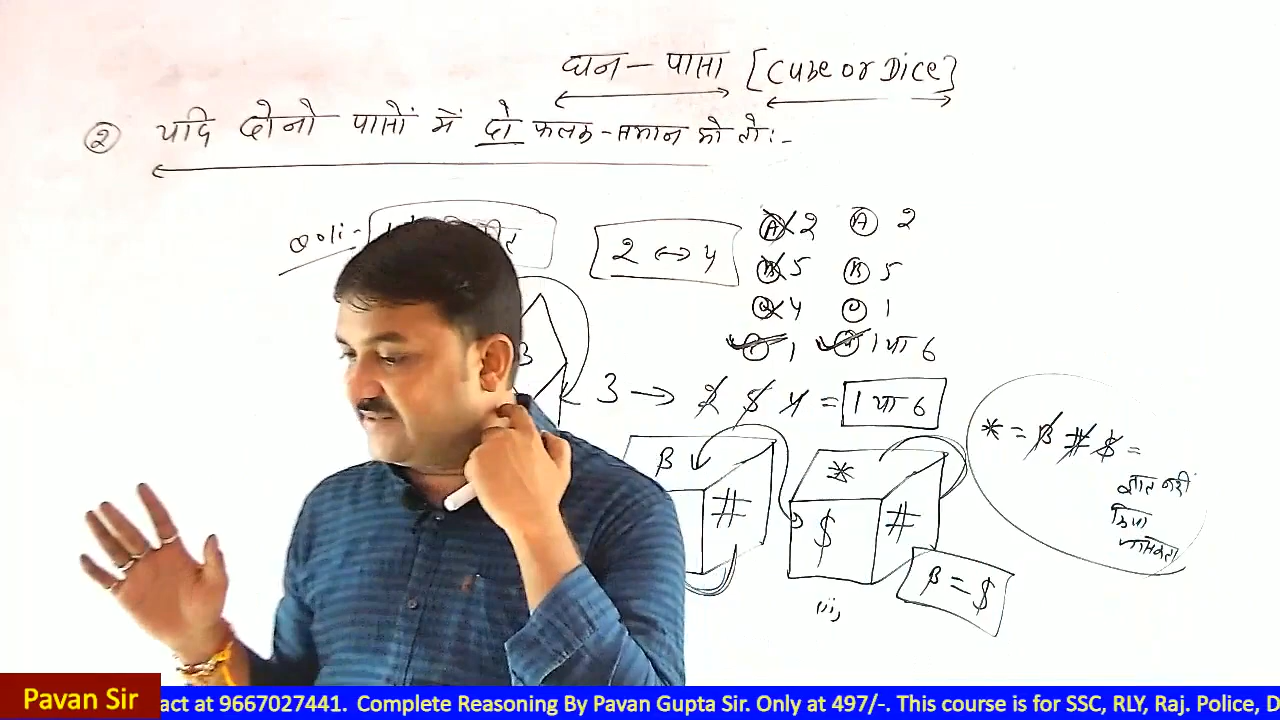 घन - पासा [Cube or Dice]
② यदि दोनो पासों में दो फलक-समान हो तो:-
2 ↔ 4
Ⓐ 2 Ⓐ 2
Ⓑ 5 Ⓑ 5
Ⓒ 4 Ⓒ 1
Ⓓ 1 Ⓓ 1 या 6
3 → 2 5 4 = 1 या 6
β # * $ #
* = β # $ =
ज्ञात नहीं
किया
जा सकता
β = $
(ii)
Pavan Sir
act at 9667027441. Complete Reasoning By Pavan Gupta Sir. Only at 497/-. This course is for SSC, RLY, Raj. Police, D